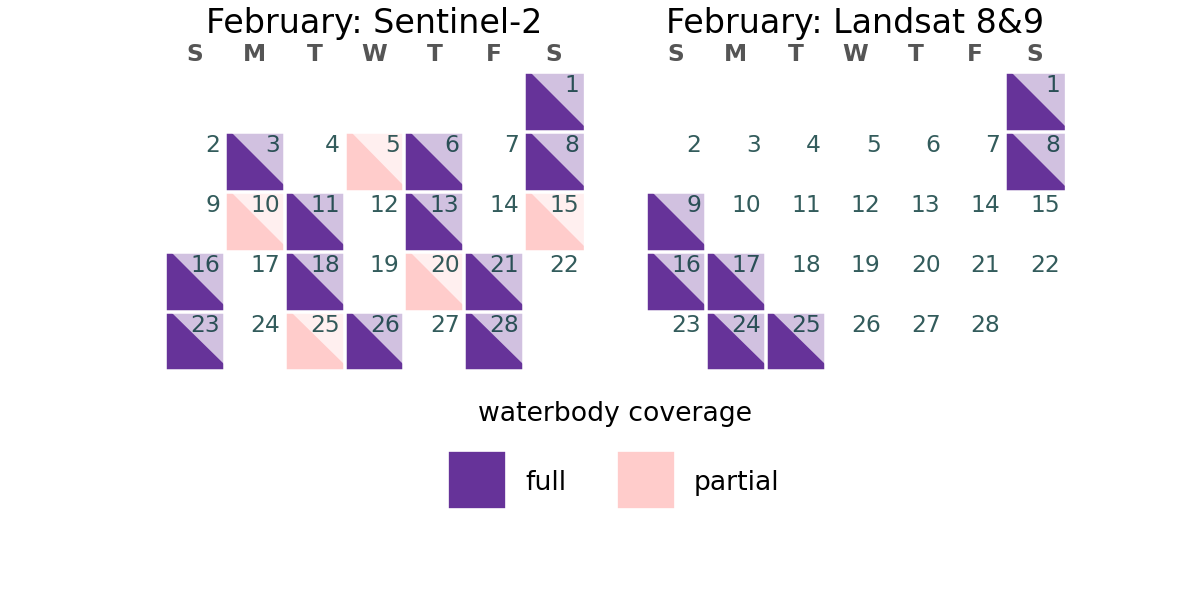 February: Sentinel-2
S M T W T F S
1
2 3 4 5 6 7 8
9 10 11 12 13 14 15
16 17 18 19 20 21 22
23 24 25 26 27 28
February: Landsat 8&9
S M T W T F S
1
2 3 4 5 6 7 8
9 10 11 12 13 14 15
16 17 18 19 20 21 22
23 24 25 26 27 28
waterbody coverage
full partial